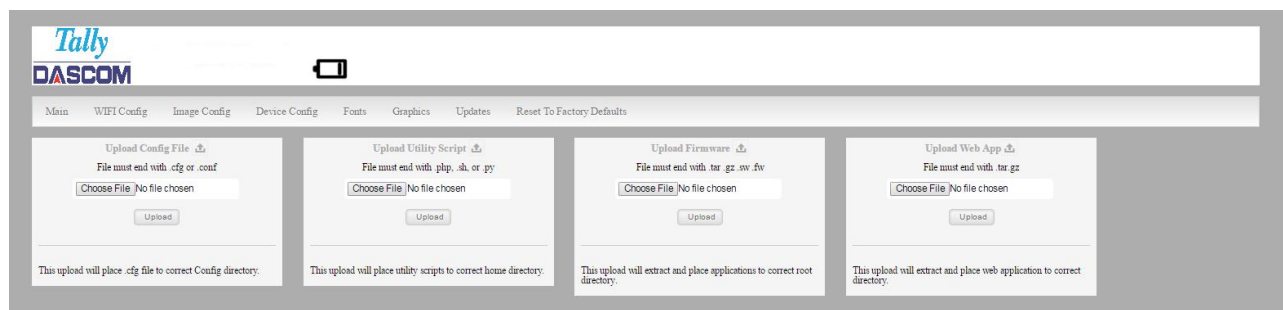 Tally
DASCOM
Main WIFI Config Image Config Device Config Fonts Graphics Updates Reset To Factory Defaults
Upload Config File
File must end with .cfg or .conf
Choose File No file chosen
Upload
This upload will place .cfg file to correct Config directory.
Upload Utility Script
File must end with .php, .sh, or .py
Choose File No file chosen
Upload
This upload will place utility scripts to correct home directory.
Upload Firmware
File must end with .tar .gz .sw .fw
Choose File No file chosen
Upload
This upload will extract and place applications to correct root
directory.
Upload Web App
File must end with .tar.gz
Choose File No file chosen
Upload
This upload will extract and place web application to correct
directory.